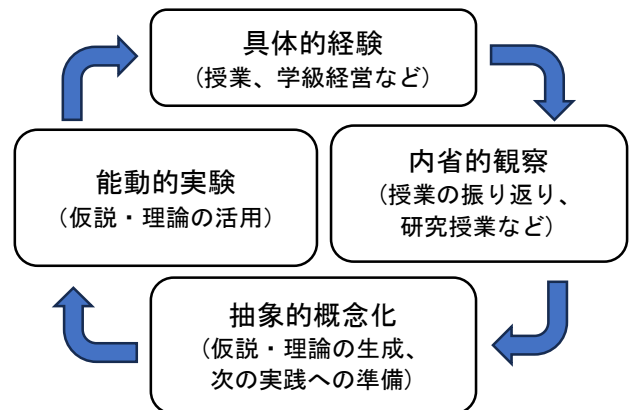 具体的経験
（授業、学級経営など）
能動的実験
（仮説・理論の活用）
内省的観察
（授業の振り返り、
研究授業など）
抽象的概念化
（仮説・理論の生成、
次の実践への準備）